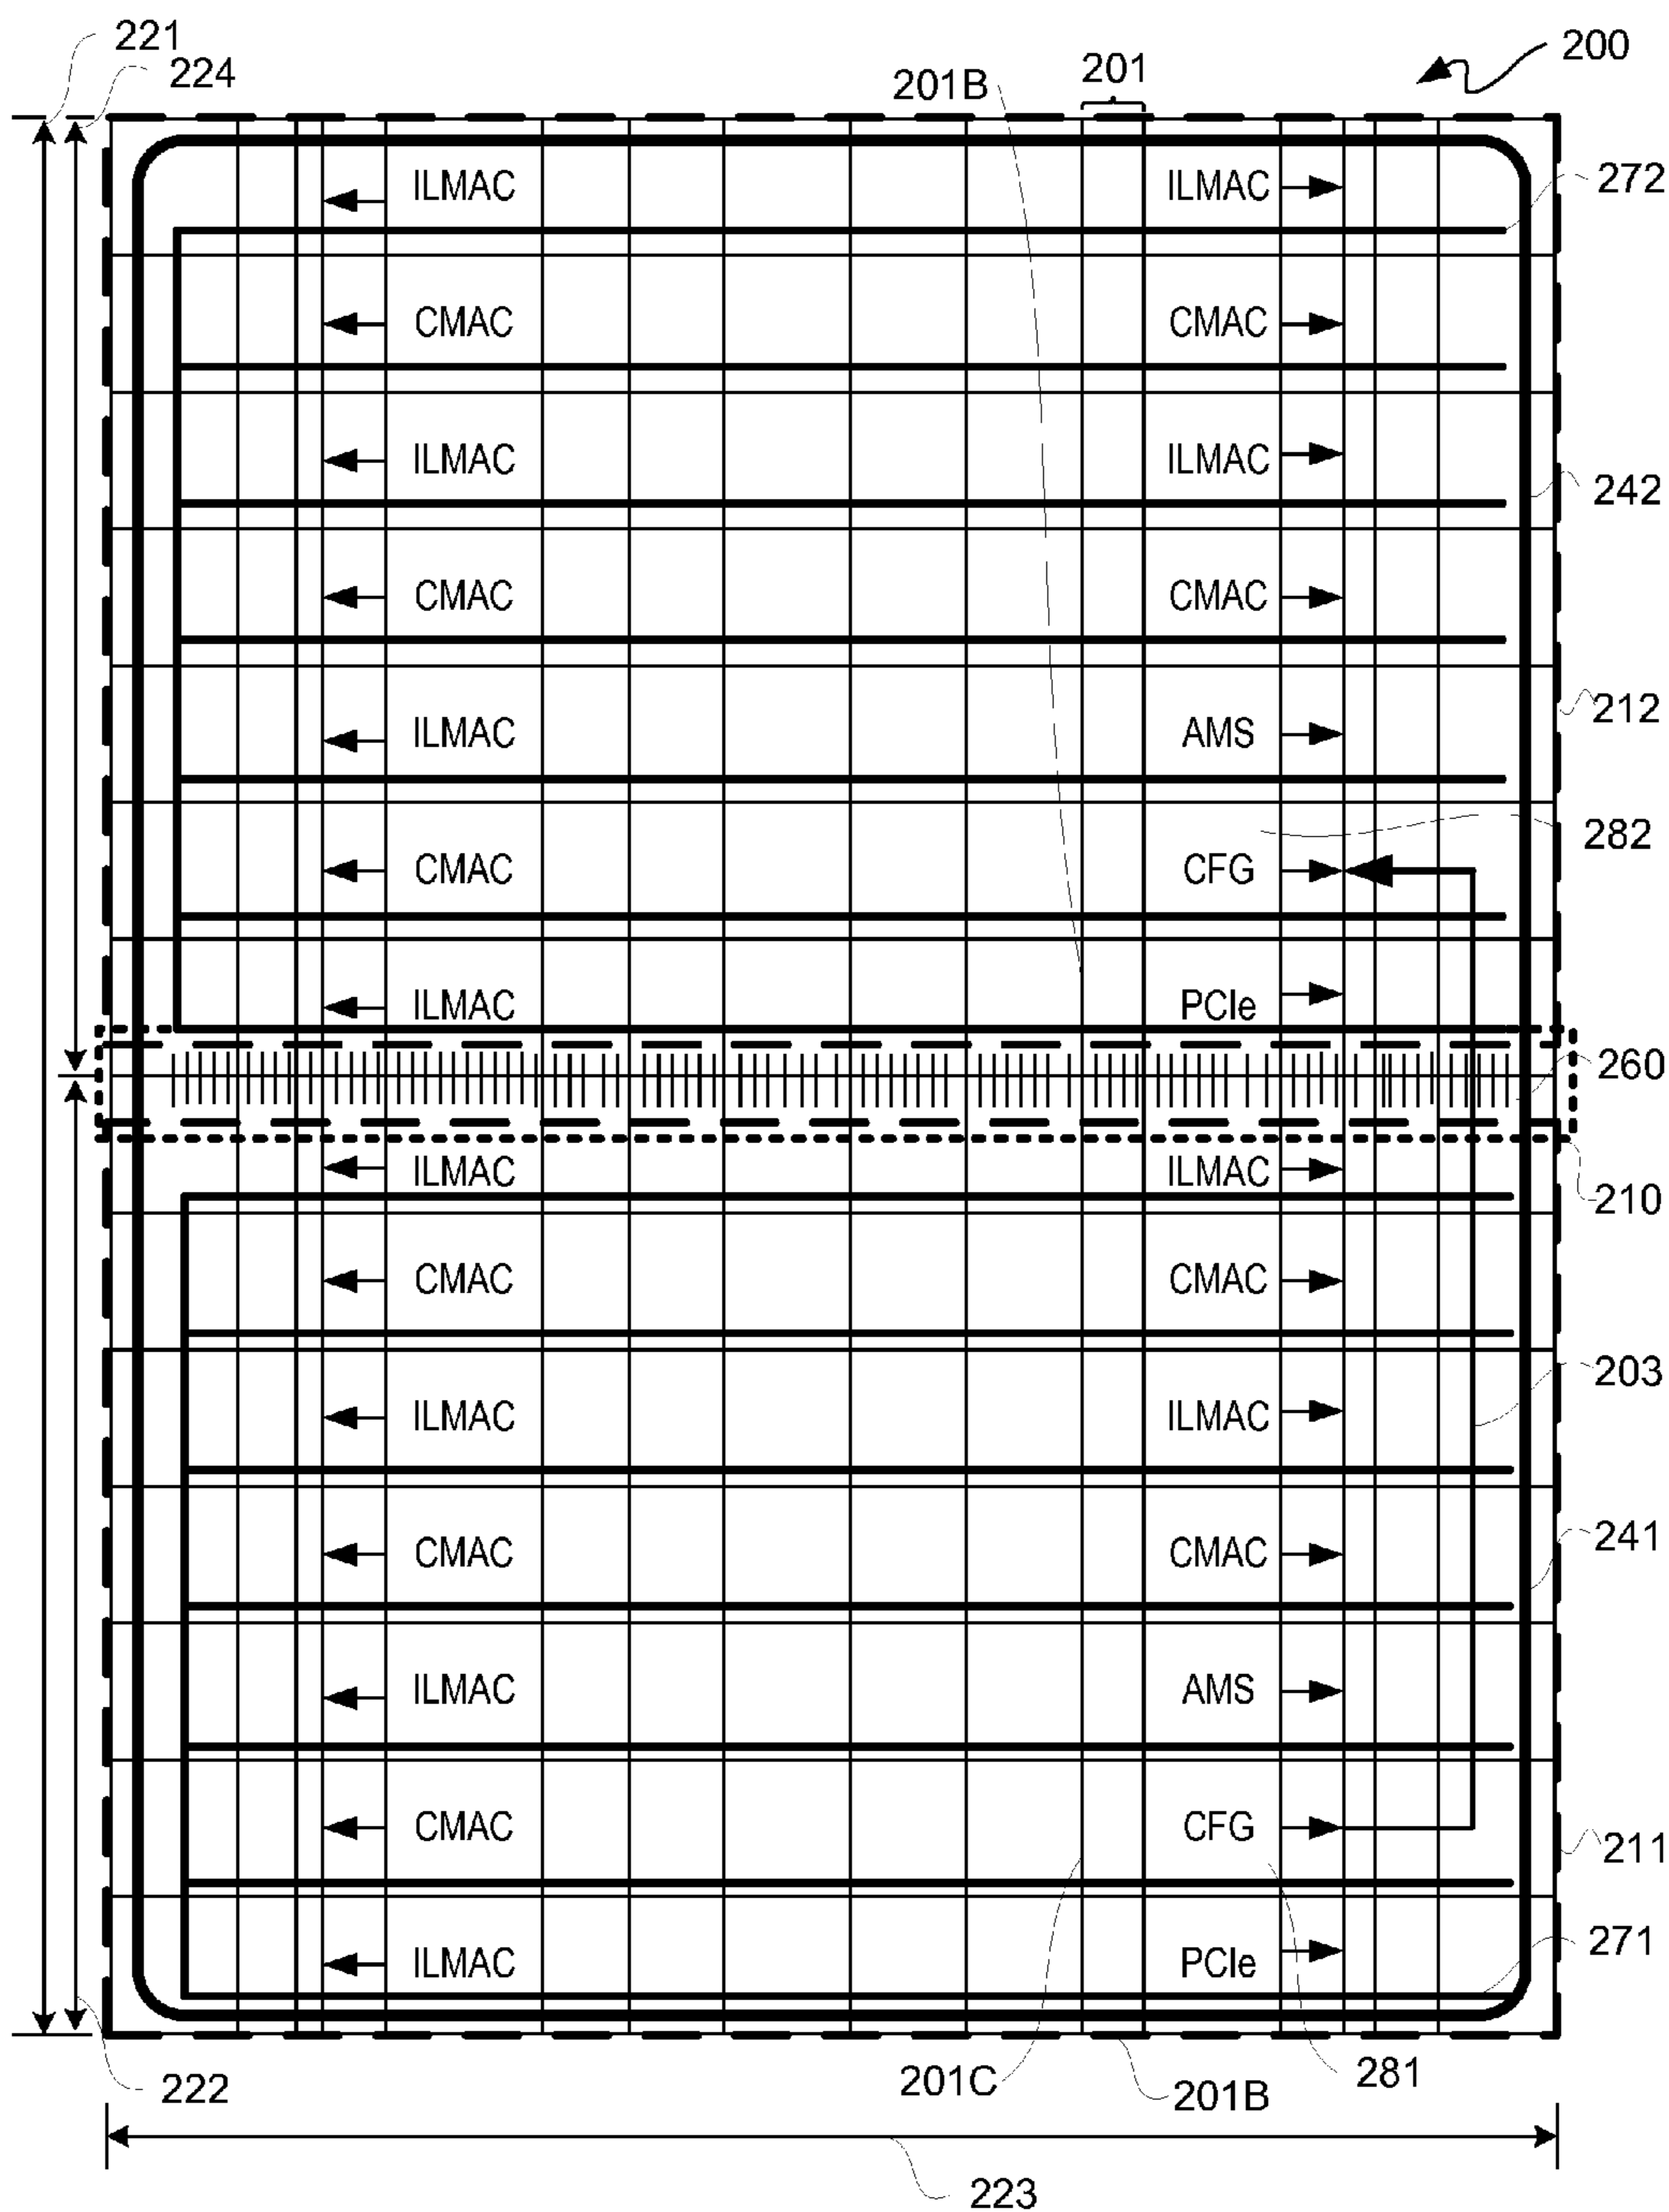 221
200
201
224
201B
ILMAC ILMAC
272
CMAC CMAC
ILMAC ILMAC
242
CMAC CMAC
212
ILMAC AMS
282
CMAC CFG
ILMAC PCIe
260
ILMAC ILMAC
210
CMAC CMAC
203
ILMAC ILMAC
241
CMAC CMAC
ILMAC AMS
CMAC CFG
211
271
ILMAC PCIe
281
201C
222
201B
223